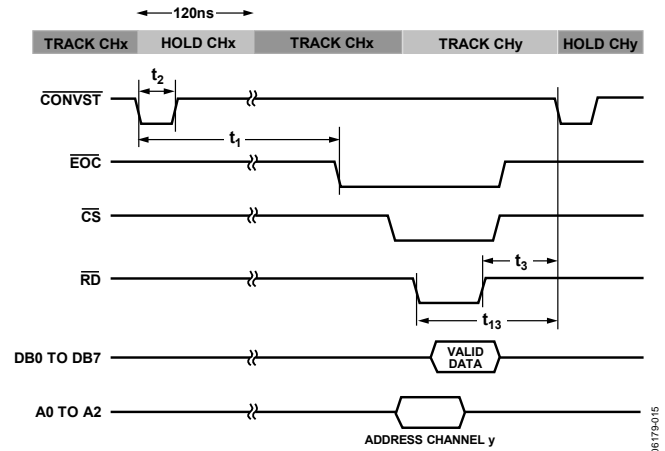 120ns
TRACK CHx HOLD CHx TRACK CHx TRACK CHy HOLD CHy
t2
CONVST
t1
EOC
CS
t3
RD
t13
DB0 TO DB7
VALID
DATA
A0 TO A2
ADDRESS CHANNEL y
06179-015